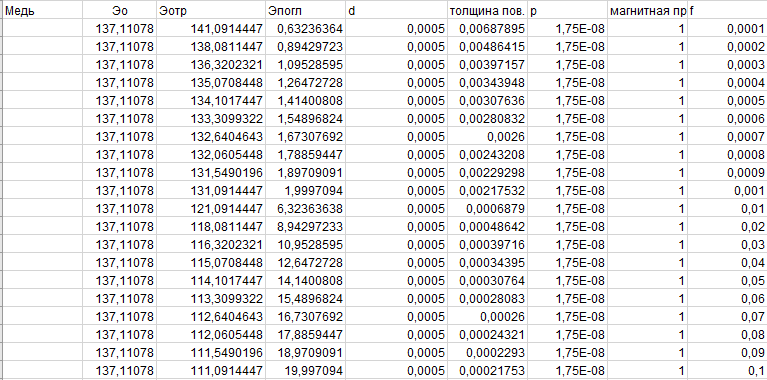 Медь Эо Эотр Эпогл d толщина пов. р магнитная пр f
137,11078 141,0914447 0,63236364 0,0005 0,00687895 1,75E-08 1 0,0001
137,11078 138,0811447 0,89429723 0,0005 0,00486415 1,75E-08 1 0,0002
137,11078 136,3202321 1,09528595 0,0005 0,00397157 1,75E-08 1 0,0003
137,11078 135,0708448 1,26472728 0,0005 0,00343948 1,75E-08 1 0,0004
137,11078 134,1017447 1,41400808 0,0005 0,00307636 1,75E-08 1 0,0005
137,11078 133,3099322 1,54896824 0,0005 0,00280832 1,75E-08 1 0,0006
137,11078 132,6404643 1,67307692 0,0005 0,0026 1,75E-08 1 0,0007
137,11078 132,0605448 1,78859447 0,0005 0,00243208 1,75E-08 1 0,0008
137,11078 131,5490196 1,89709091 0,0005 0,00229298 1,75E-08 1 0,0009
137,11078 131,0914447 1,9997094 0,0005 0,00217532 1,75E-08 1 0,001
137,11078 121,0914447 6,32363638 0,0005 0,0006879 1,75E-08 1 0,01
137,11078 118,0811447 8,94297233 0,0005 0,00048642 1,75E-08 1 0,02
137,11078 116,3202321 10,9528595 0,0005 0,00039716 1,75E-08 1 0,03
137,11078 115,0708448 12,6472728 0,0005 0,00034395 1,75E-08 1 0,04
137,11078 114,1017447 14,1400808 0,0005 0,00030764 1,75E-08 1 0,05
137,11078 113,3099322 15,4896824 0,0005 0,00028083 1,75E-08 1 0,06
137,11078 112,6404643 16,7307692 0,0005 0,00026 1,75E-08 1 0,07
137,11078 112,0605448 17,8859447 0,0005 0,00024321 1,75E-08 1 0,08
137,11078 111,5490196 18,9709091 0,0005 0,0002293 1,75E-08 1 0,09
137,11078 111,0914447 19,997094 0,0005 0,00021753 1,75E-08 1 0,1